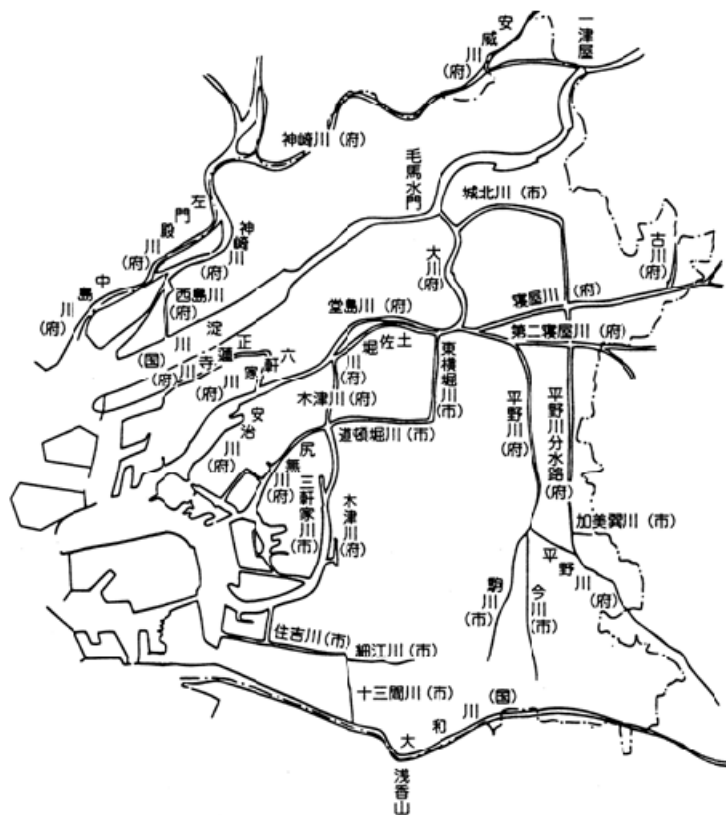 安威川(府)
一津屋
神崎川(府)
毛馬水門
城北川(市)
左門殿川(府)
神崎川(府)
古川(府)
大川(府)
中島川(府)
西島川(府)
寝屋川(府)
堂島川(府)
第二寝屋川(府)
淀川(国)
正蓮寺川(府)
六軒家川(府)
土佐堀川(府)
東横堀川(市)
木津川(府)
道頓堀川(市)
平野川(府)
平野川分水路(府)
安治川(府)
尻無川(府)
三軒家川(市)
木津川(府)
加美巽川(市)
平野川(府)
駒川(市)
今川(市)
住吉川(市)
細江川(市)
十三間川(市)
大和川(国)
浅香山